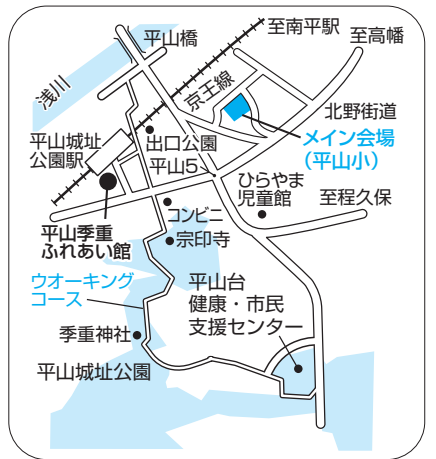 至南平駅
平山橋
至高幡
浅川
京王線
北野街道
メイン会場
（平山小）
平山城址
公園駅
出口公園
平山5
ひらやま
児童館
至程久保
コンビニ
平山季重
ふれあい館
宗印寺
ウオーキング
コース
平山台
健康・市民
支援センター
季重神社
平山城址公園